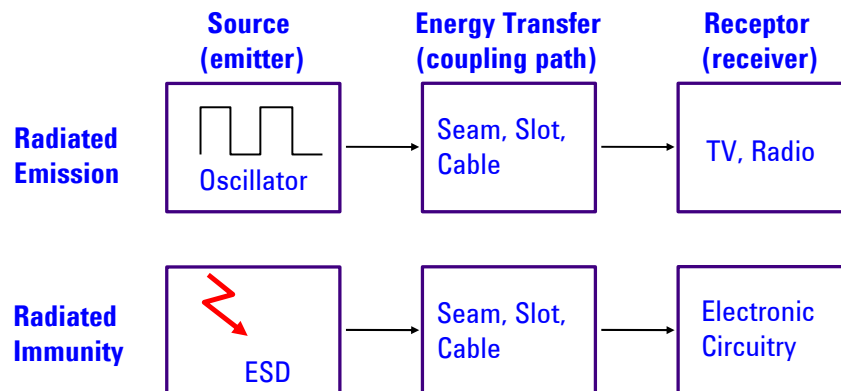 Source
(emitter)
Energy Transfer
(coupling path)
Receptor
(receiver)
Radiated
Emission
Oscillator
Seam, Slot,
Cable
TV, Radio
Radiated
Immunity
ESD
Seam, Slot,
Cable
Electronic
Circuitry